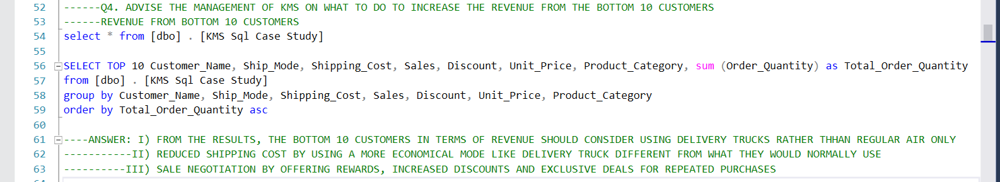 52 ------Q4. ADVISE THE MANAGEMENT OF KMS ON WHAT TO DO TO INCREASE THE REVENUE FROM THE BOTTOM 10 CUSTOMERS
53 ------REVENUE FROM BOTTOM 10 CUSTOMERS
54 select * from [dbo] . [KMS Sql Case Study]
55
56 SELECT TOP 10 Customer_Name, Ship_Mode, Shipping_Cost, Sales, Discount, Unit_Price, Product_Category, sum (Order_Quantity) as Total_Order_Quantity
57 from [dbo] . [KMS Sql Case Study]
58 group by Customer_Name, Ship_Mode, Shipping_Cost, Sales, Discount, Unit_Price, Product_Category
59 order by Total_Order_Quantity asc
60
61 ----ANSWER: I) FROM THE RESULTS, THE BOTTOM 10 CUSTOMERS IN TERMS OF REVENUE SHOULD CONSIDER USING DELIVERY TRUCKS RATHER THHAN REGULAR AIR ONLY
62 -----------II) REDUCED SHIPPING COST BY USING A MORE ECONOMICAL MODE LIKE DELIVERY TRUCK DIFFERENT FROM WHAT THEY WOULD NORMALLY USE
63 ----------III) SALE NEGOTIATION BY OFFERING REWARDS, INCREASED DISCOUNTS AND EXCLUSIVE DEALS FOR REPEATED PURCHASES